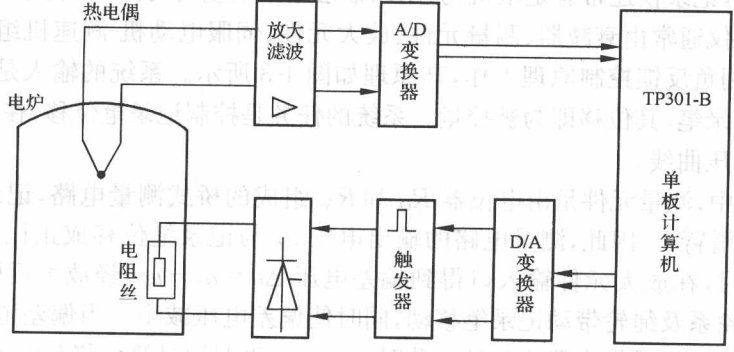 热电偶
放大
滤波
A/D
变换器
TP301-B
单板计算机
电炉
电阻丝
触发器
D/A
变换器